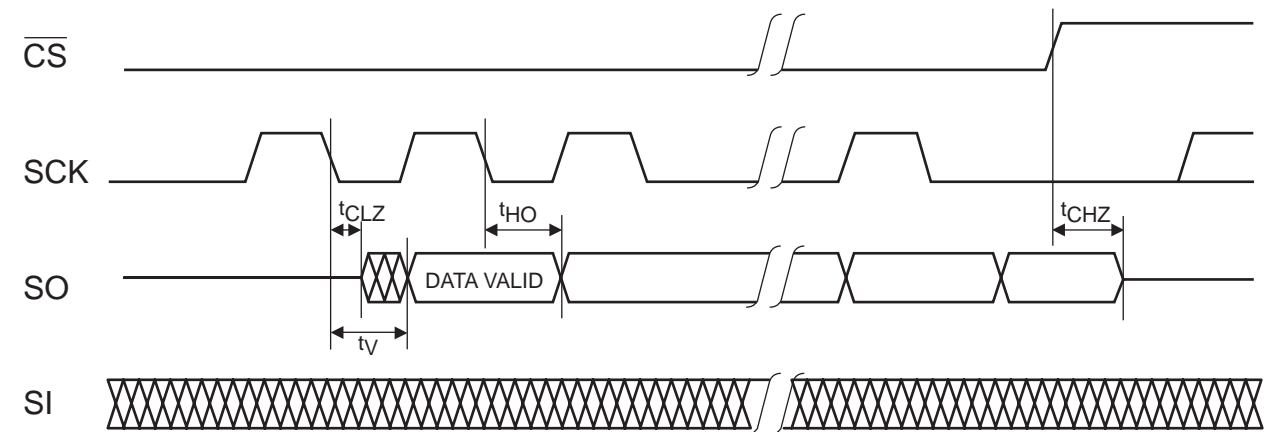 CS
SCK
tCLZ
tHO
tCHZ
SO
DATA VALID
tV
SI